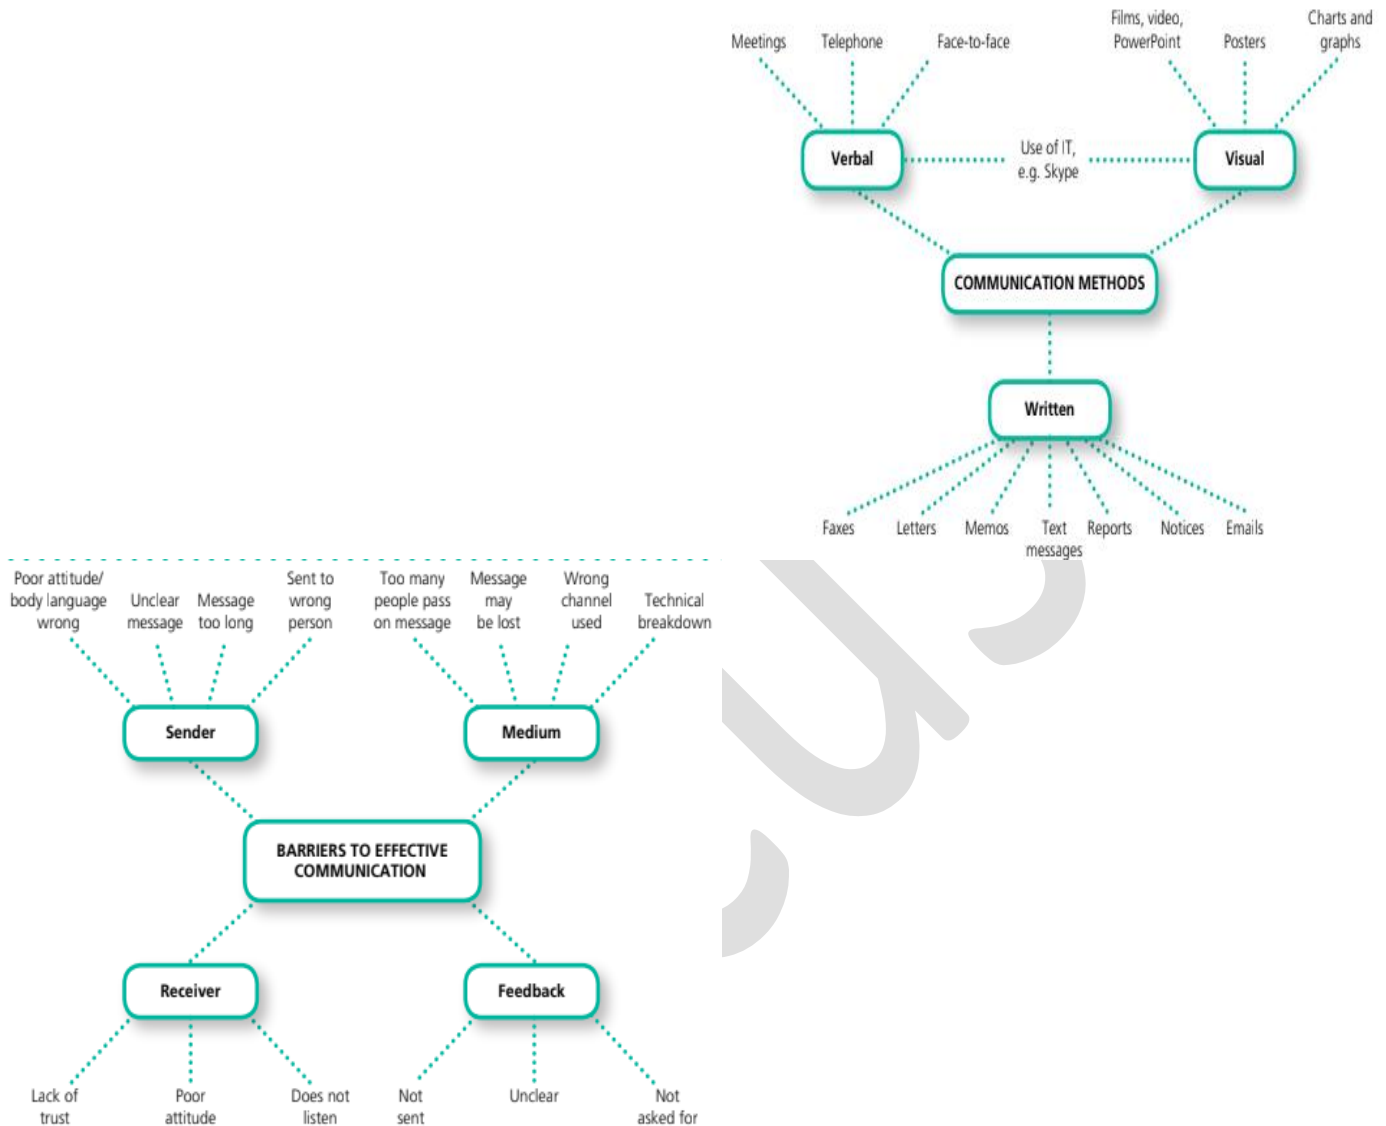 Films, video,
PowerPoint
Charts and
graphs
Meetings
Telephone
Face-to-face
Posters
Verbal
Use of IT,
e.g. Skype
Visual
COMMUNICATION METHODS
Written
Faxes
Letters
Memos
Text
messages
Reports
Notices
Emails
Poor attitude/
body language
wrong
Unclear
message
Message
too long
Sent to
wrong
person
Too many
people pass
on message
Message
may
be lost
Wrong
channel
used
Technical
breakdown
Sender
Medium
BARRIERS TO EFFECTIVE
COMMUNICATION
Receiver
Feedback
Lack of
trust
Poor
attitude
Does not
listen
Not
sent
Unclear
Not
asked for